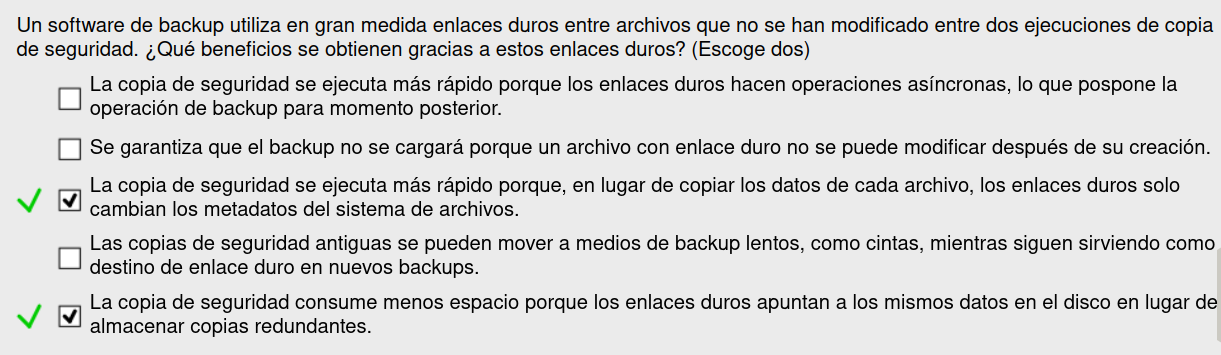 Un software de backup utiliza en gran medida enlaces duros entre archivos que no se han modificado entre dos ejecuciones de copia
de seguridad. ¿Qué beneficios se obtienen gracias a estos enlaces duros? (Escoge dos)
La copia de seguridad se ejecuta más rápido porque los enlaces duros hacen operaciones asíncronas, lo que pospone la
operación de backup para momento posterior.
Se garantiza que el backup no se cargará porque un archivo con enlace duro no se puede modificar después de su creación.
La copia de seguridad se ejecuta más rápido porque, en lugar de copiar los datos de cada archivo, los enlaces duros solo
cambian los metadatos del sistema de archivos.
Las copias de seguridad antiguas se pueden mover a medios de backup lentos, como cintas, mientras siguen sirviendo como
destino de enlace duro en nuevos backups.
La copia de seguridad consume menos espacio porque los enlaces duros apuntan a los mismos datos en el disco en lugar de
almacenar copias redundantes.